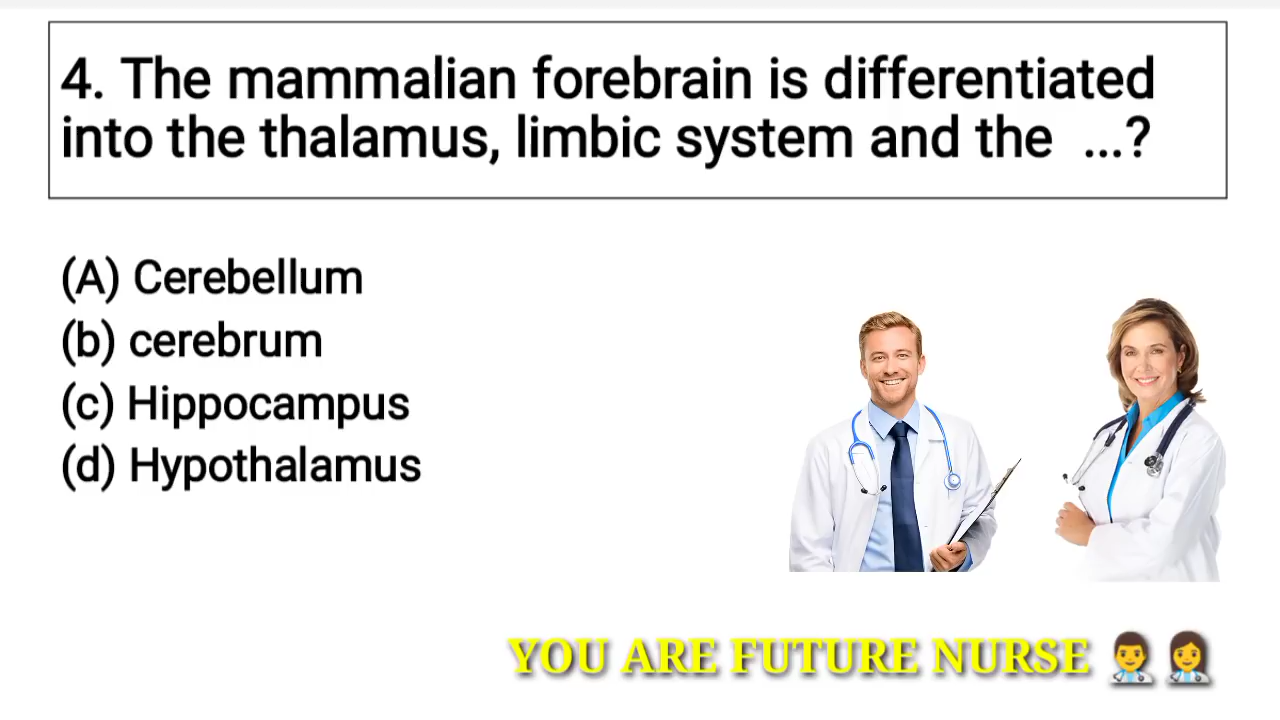 4. The mammalian forebrain is differentiated
into the thalamus, limbic system and the ...?
(A) Cerebellum
(b) cerebrum
(c) Hippocampus
(d) Hypothalamus
YOU ARE FUTURE NURSE 👨‍⚕️👩‍⚕️